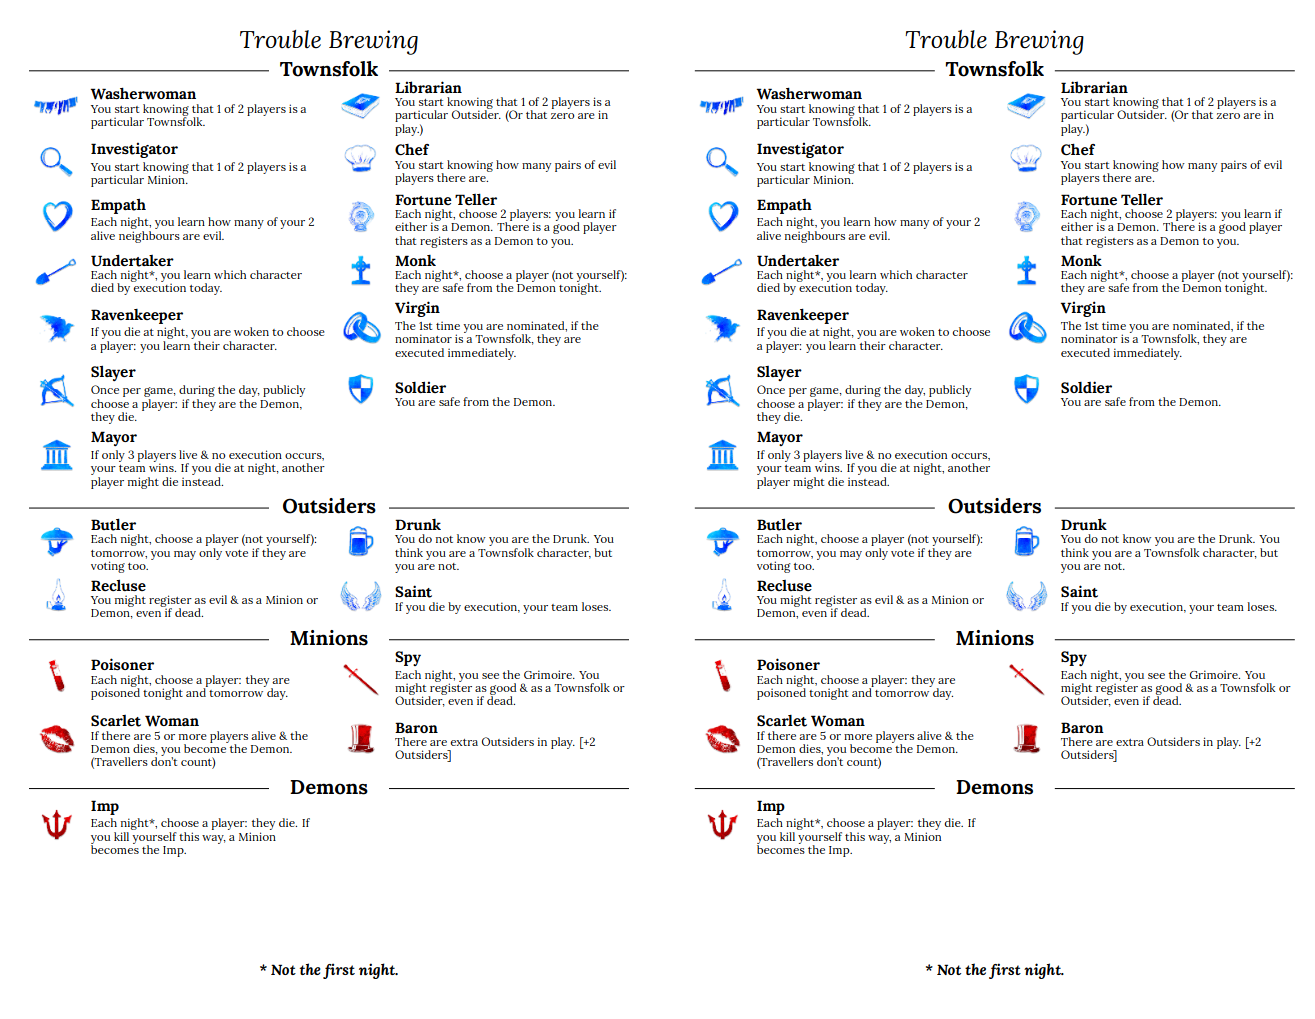 Trouble Brewing
Townsfolk
Washerwoman
You start knowing that 1 of 2 players is a
particular Townsfolk.
Librarian
You start knowing that 1 of 2 players is a
particular Outsider. (Or that zero are in
play.)
Investigator
You start knowing that 1 of 2 players is a
particular Minion.
Chef
You start knowing how many pairs of evil
players there are.
Empath
Each night, you learn how many of your 2
alive neighbours are evil.
Fortune Teller
Each night, choose 2 players: you learn if
either is a Demon. There is a good player
that registers as a Demon to you.
Undertaker
Each night*, you learn which character
died by execution today.
Monk
Each night*, choose a player (not yourself):
they are safe from the Demon tonight.
Ravenkeeper
If you die at night, you are woken to choose
a player: you learn their character.
Virgin
The 1st time you are nominated, if the
nominator is a Townsfolk, they are
executed immediately.
Slayer
Once per game, during the day, publicly
choose a player: if they are the Demon,
they die.
Soldier
You are safe from the Demon.
Mayor
If only 3 players live & no execution occurs,
your team wins. If you die at night, another
player might die instead.
Outsiders
Butler
Each night, choose a player (not yourself):
tomorrow, you may only vote if they are
voting too.
Drunk
You do not know you are the Drunk. You
think you are a Townsfolk character, but
you are not.
Recluse
You might register as evil & as a Minion or
Demon, even if dead.
Saint
If you die by execution, your team loses.
Minions
Poisoner
Each night, choose a player: they are
poisoned tonight and tomorrow day.
Spy
Each night, you see the Grimoire. You
might register as good & as a Townsfolk or
Outsider, even if dead.
Scarlet Woman
If there are 5 or more players alive & the
Demon dies, you become the Demon.
(Travellers don't count)
Baron
There are extra Outsiders in play. [+2
Outsiders]
Demons
Imp
Each night*, choose a player: they die. If
you kill yourself this way, a Minion
becomes the Imp.
* Not the first night.
Trouble Brewing
Townsfolk
Washerwoman
You start knowing that 1 of 2 players is a
particular Townsfolk.
Librarian
You start knowing that 1 of 2 players is a
particular Outsider. (Or that zero are in
play.)
Investigator
You start knowing that 1 of 2 players is a
particular Minion.
Chef
You start knowing how many pairs of evil
players there are.
Empath
Each night, you learn how many of your 2
alive neighbours are evil.
Fortune Teller
Each night, choose 2 players: you learn if
either is a Demon. There is a good player
that registers as a Demon to you.
Undertaker
Each night*, you learn which character
died by execution today.
Monk
Each night*, choose a player (not yourself):
they are safe from the Demon tonight.
Ravenkeeper
If you die at night, you are woken to choose
a player: you learn their character.
Virgin
The 1st time you are nominated, if the
nominator is a Townsfolk, they are
executed immediately.
Slayer
Once per game, during the day, publicly
choose a player: if they are the Demon,
they die.
Soldier
You are safe from the Demon.
Mayor
If only 3 players live & no execution occurs,
your team wins. If you die at night, another
player might die instead.
Outsiders
Butler
Each night, choose a player (not yourself):
tomorrow, you may only vote if they are
voting too.
Drunk
You do not know you are the Drunk. You
think you are a Townsfolk character, but
you are not.
Recluse
You might register as evil & as a Minion or
Demon, even if dead.
Saint
If you die by execution, your team loses.
Minions
Poisoner
Each night, choose a player: they are
poisoned tonight and tomorrow day.
Spy
Each night, you see the Grimoire. You
might register as good & as a Townsfolk or
Outsider, even if dead.
Scarlet Woman
If there are 5 or more players alive & the
Demon dies, you become the Demon.
(Travellers don't count)
Baron
There are extra Outsiders in play. [+2
Outsiders]
Demons
Imp
Each night*, choose a player: they die. If
you kill yourself this way, a Minion
becomes the Imp.
* Not the first night.